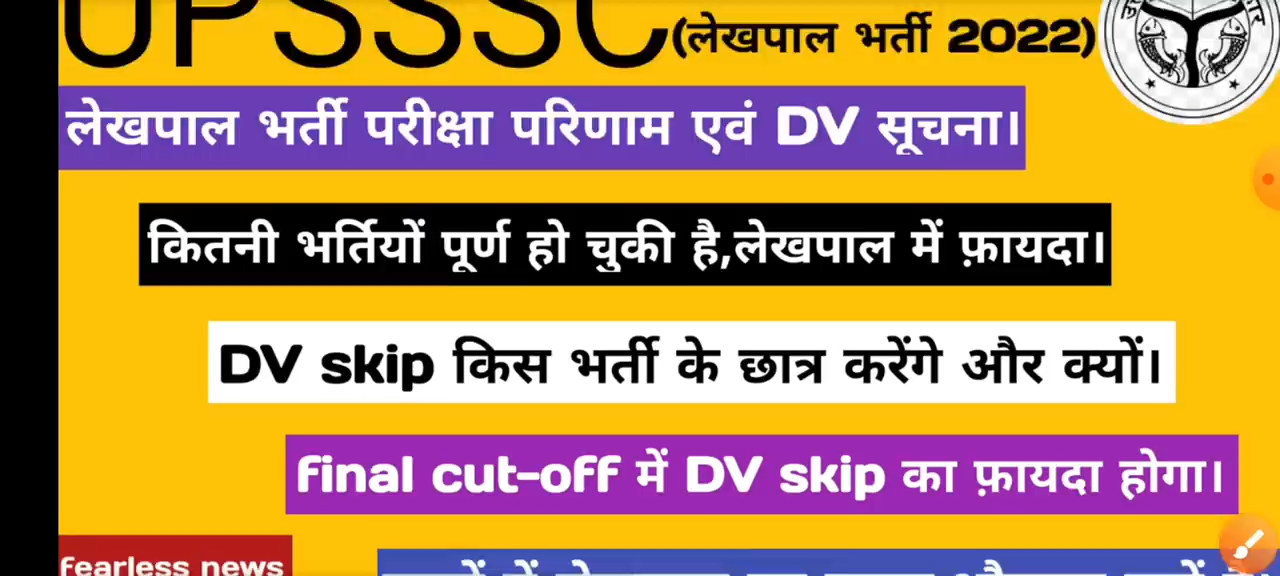 UPSSSC(लेखपाल भर्ती 2022)
लेखपाल भर्ती परीक्षा परिणाम एवं DV सूचना।
कितनी भर्तियों पूर्ण हो चुकी है,लेखपाल में फ़ायदा।
DV skip किस भर्ती के छात्र करेंगे और क्यों।
final cut-off में DV skip का फ़ायदा होगा।
fearless news